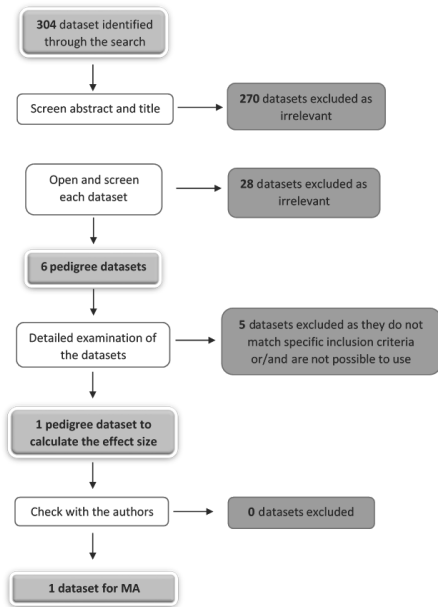 304 dataset identified
through the search
Screen abstract and title
270 datasets excluded as
irrelevant
Open and screen
each dataset
28 datasets excluded as
irrelevant
6 pedigree datasets
Detailed examination of
the datasets
5 datasets excluded as they do not
match specific inclusion criteria
or/and are not possible to use
1 pedigree dataset to
calculate the effect size
Check with the authors
0 datasets excluded
1 dataset for MA